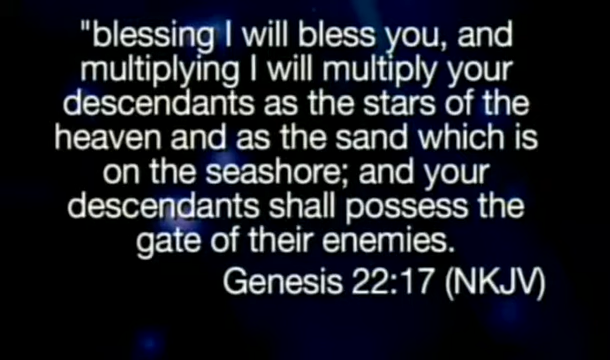 "blessing I will bless you, and
multiplying I will multiply your
descendants as the stars of the
heaven and as the sand which is
on the seashore; and your
descendants shall possess the
gate of their enemies.
Genesis 22:17 (NKJV)